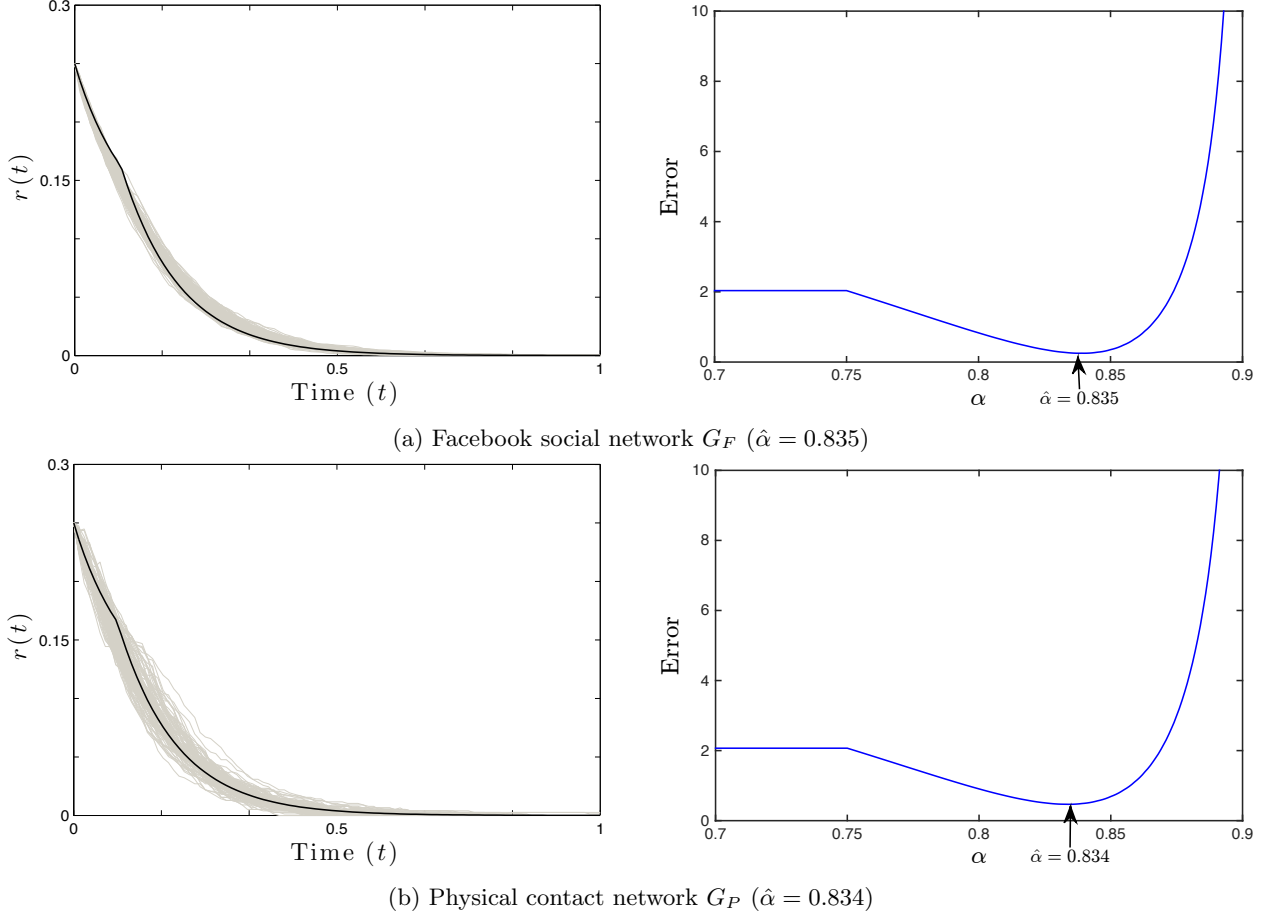 0.3
0.15
0
r(t)
0
0.5
1
Time (t)
10
8
6
4
2
0
Error
0.7
0.75
0.8
0.85
0.9
α
α̂ = 0.835
(a) Facebook social network G_F (α̂ = 0.835)
0.3
0.15
0
r(t)
0
0.5
1
Time (t)
10
8
6
4
2
0
Error
0.7
0.75
0.8
0.85
0.9
α
α̂ = 0.834
(b) Physical contact network G_P (α̂ = 0.834)